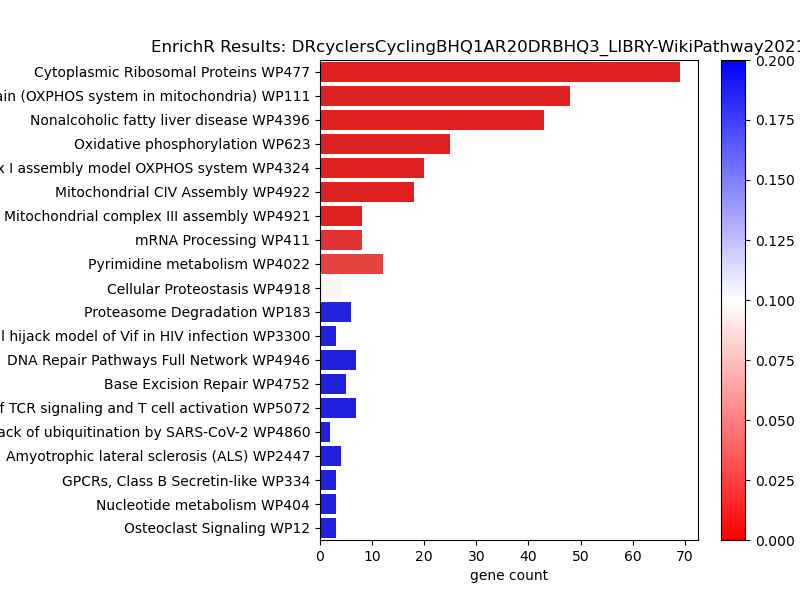 EnrichR Results: DRcyclersCyclingBHQ1AR20DRBHQ3_LIBRY-WikiPathway2021
Cytoplasmic Ribosomal Proteins WP477
(OXPHOS system in mitochondria) WP111
Nonalcoholic fatty liver disease WP4396
Oxidative phosphorylation WP623
I assembly model OXPHOS system WP4324
Mitochondrial CIV Assembly WP4922
Mitochondrial complex III assembly WP4921
mRNA Processing WP411
Pyrimidine metabolism WP4022
Cellular Proteostasis WP4918
Proteasome Degradation WP183
hijack model of Vif in HIV infection WP3300
DNA Repair Pathways Full Network WP4946
Base Excision Repair WP4752
TCR signaling and T cell activation WP5072
of ubiquitination by SARS-CoV-2 WP4860
Amyotrophic lateral sclerosis (ALS) WP2447
GPCRs, Class B Secretin-like WP334
Nucleotide metabolism WP404
Osteoclast Signaling WP12
0 10 20 30 40 50 60 70
gene count
0.200
0.175
0.150
0.125
0.100
0.075
0.050
0.025
0.000